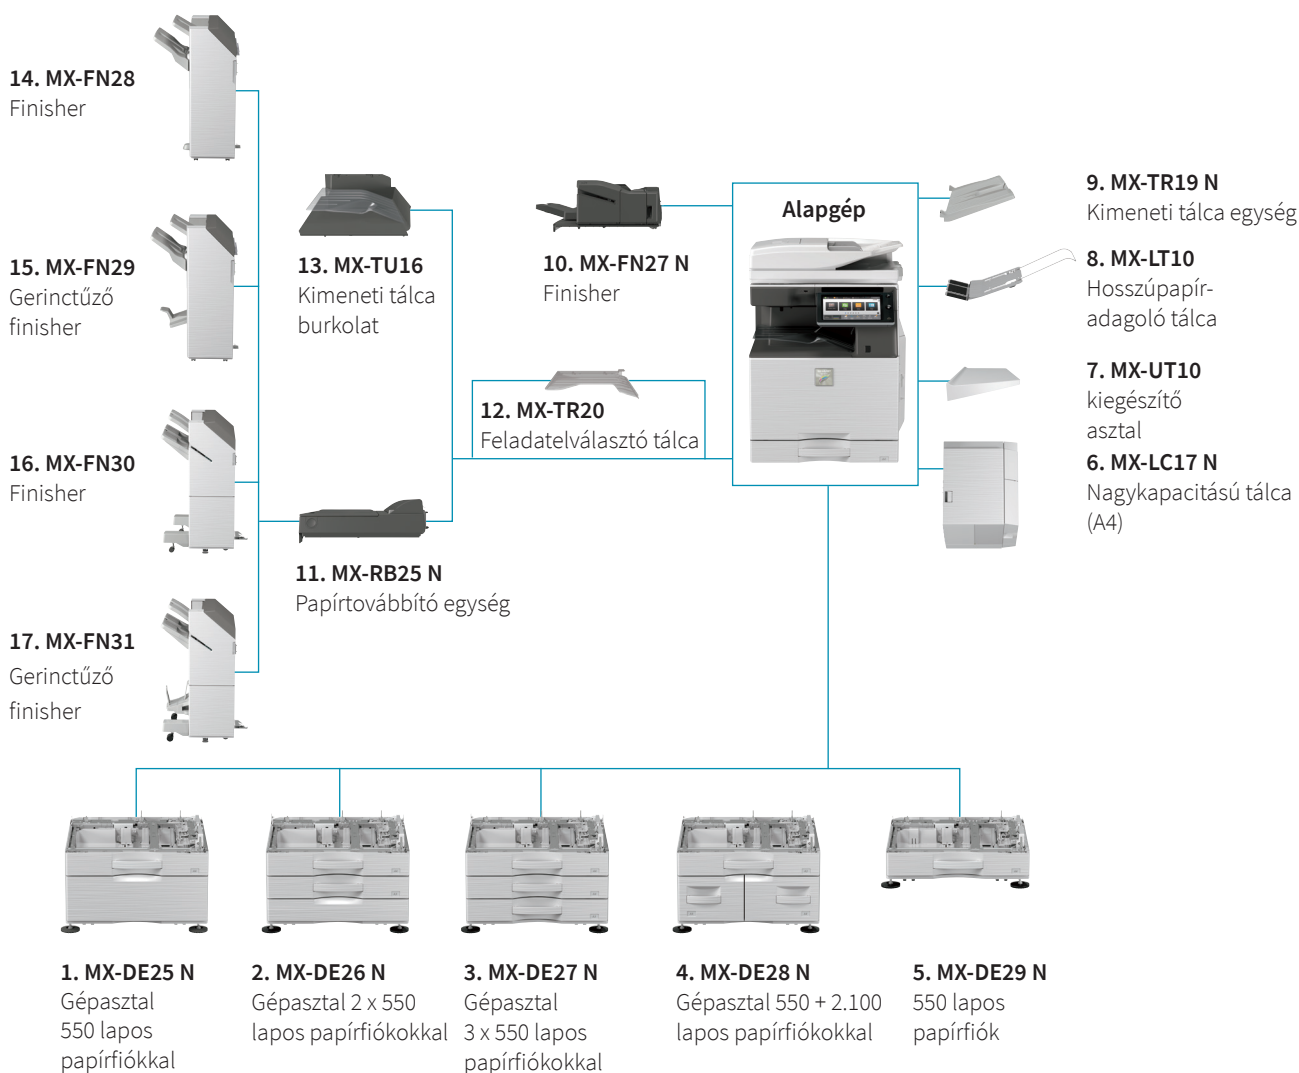 14. MX-FN28
Finisher
15. MX-FN29
Gerinctűző
finisher
16. MX-FN30
Finisher
17. MX-FN31
Gerinctűző
finisher
13. MX-TU16
Kimeneti tálca
burkolat
10. MX-FN27 N
Finisher
12. MX-TR20
Feladatelválasztó tálca
11. MX-RB25 N
Papírtovábbító egység
Alapgép
9. MX-TR19 N
Kimeneti tálca egység
8. MX-LT10
Hosszúpapír-
adagoló tálca
7. MX-UT10
kiegészítő
asztal
6. MX-LC17 N
Nagykapacitású tálca
(A4)
1. MX-DE25 N
Gépasztal
550 lapos
papírfiókkal
2. MX-DE26 N
Gépasztal 2 x 550
lapos papírfiókokkal
3. MX-DE27 N
Gépasztal
3 x 550 lapos
papírfiókokkal
4. MX-DE28 N
Gépasztal 550 + 2.100
lapos papírfiókokkal
5. MX-DE29 N
550 lapos
papírfiók